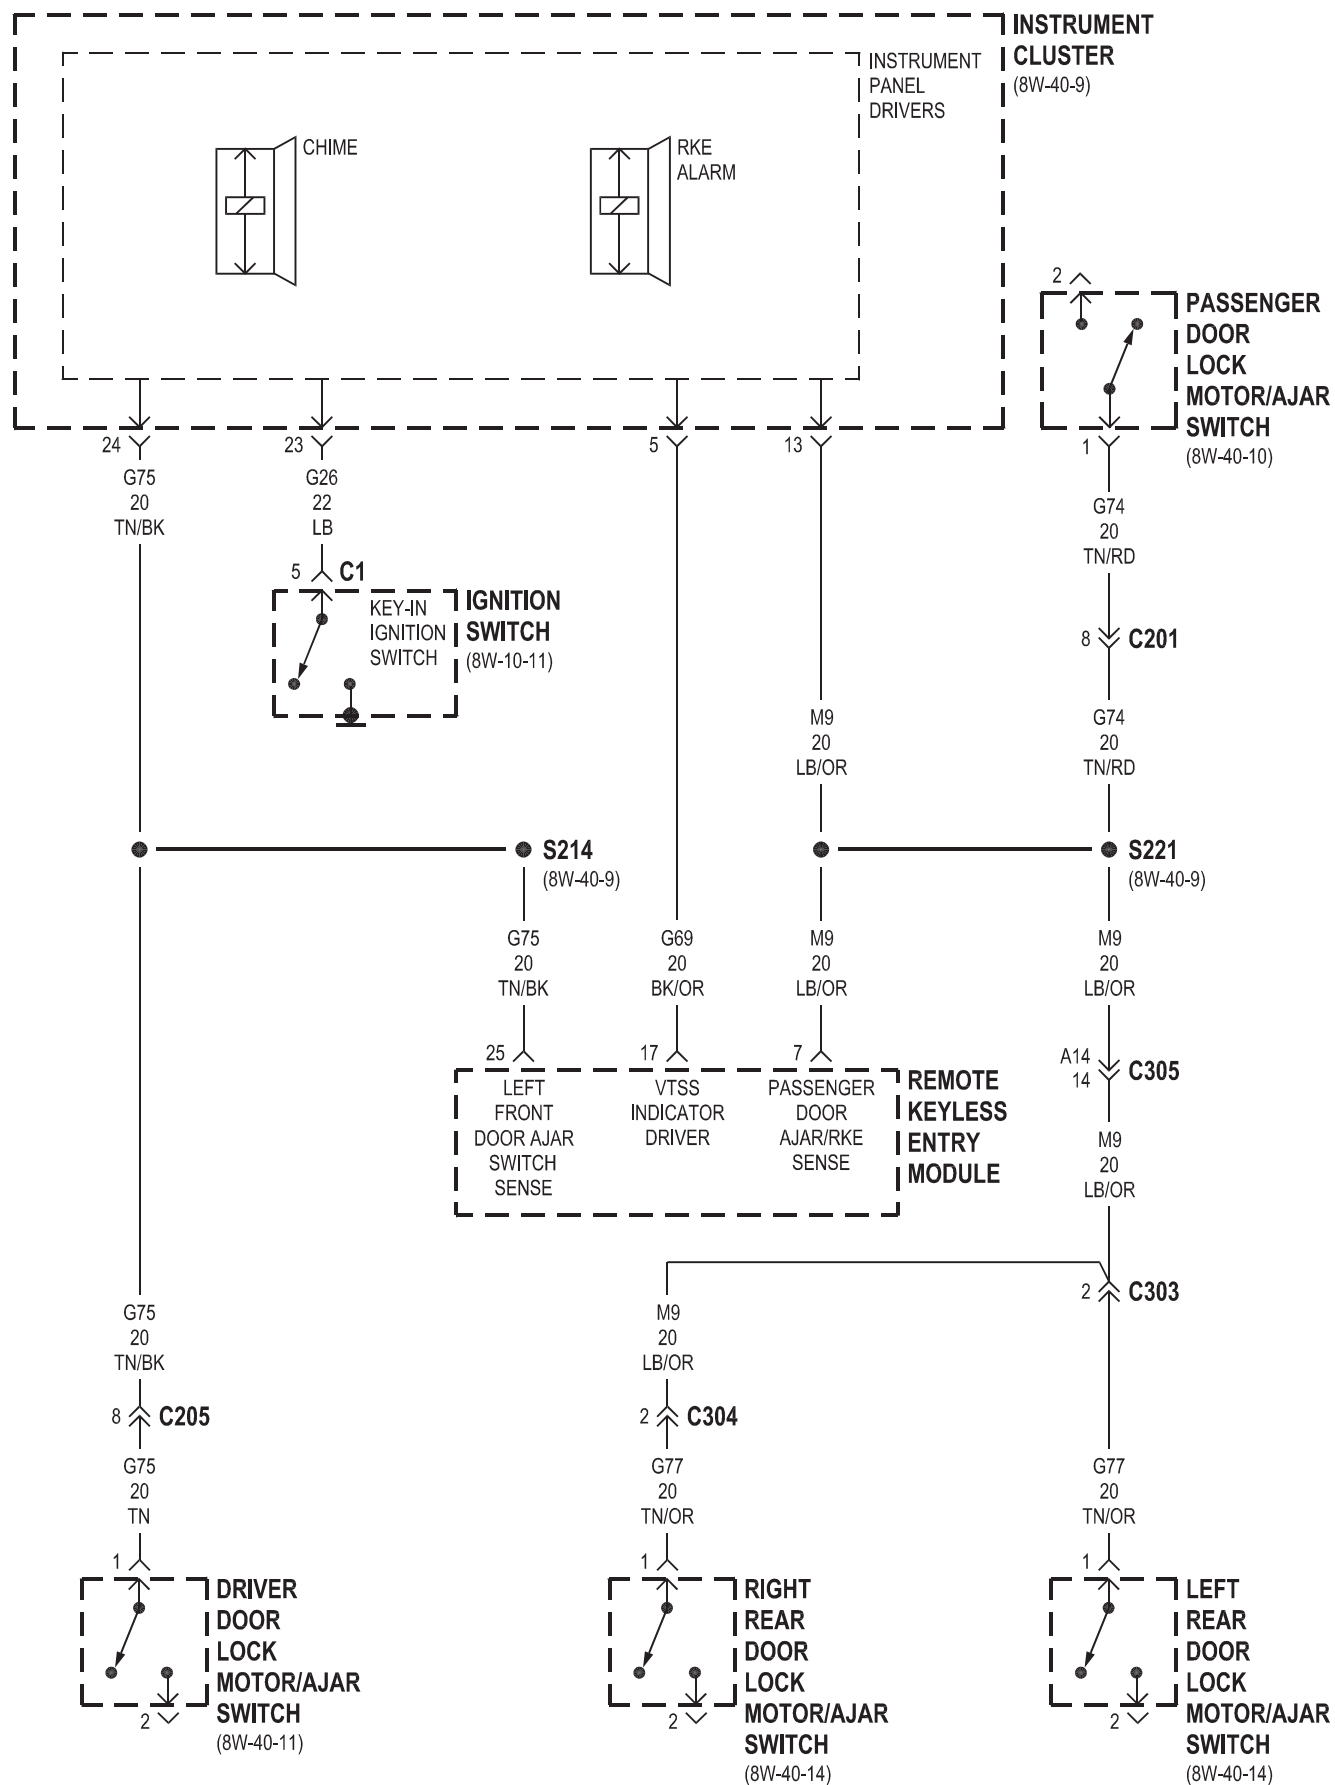 INSTRUMENT
CLUSTER
(8W-40-9)
INSTRUMENT
PANEL
DRIVERS
CHIME
RKE
ALARM
2
PASSENGER
DOOR
LOCK
MOTOR/AJAR
SWITCH
(8W-40-10)
24
23
5
13
1
G75
20
TN/BK
G26
22
LB
G74
20
TN/RD
5
C1
KEY-IN
IGNITION
SWITCH
IGNITION
SWITCH
(8W-10-11)
8
C201
M9
20
LB/OR
G74
20
TN/RD
S214
(8W-40-9)
S221
(8W-40-9)
G75
20
TN/BK
G69
20
BK/OR
M9
20
LB/OR
M9
20
LB/OR
25
17
7
LEFT
FRONT
DOOR AJAR
SWITCH
SENSE
VTSS
INDICATOR
DRIVER
PASSENGER
DOOR
AJAR/RKE
SENSE
REMOTE
KEYLESS
ENTRY
MODULE
A14
14
C305
M9
20
LB/OR
2
C303
G75
20
TN/BK
M9
20
LB/OR
8
C205
2
C304
G75
20
TN
G77
20
TN/OR
G77
20
TN/OR
1
DRIVER
DOOR
LOCK
MOTOR/AJAR
SWITCH
(8W-40-11)
2
1
RIGHT
REAR
DOOR
LOCK
MOTOR/AJAR
SWITCH
(8W-40-14)
2
1
LEFT
REAR
DOOR
LOCK
MOTOR/AJAR
SWITCH
(8W-40-14)
2